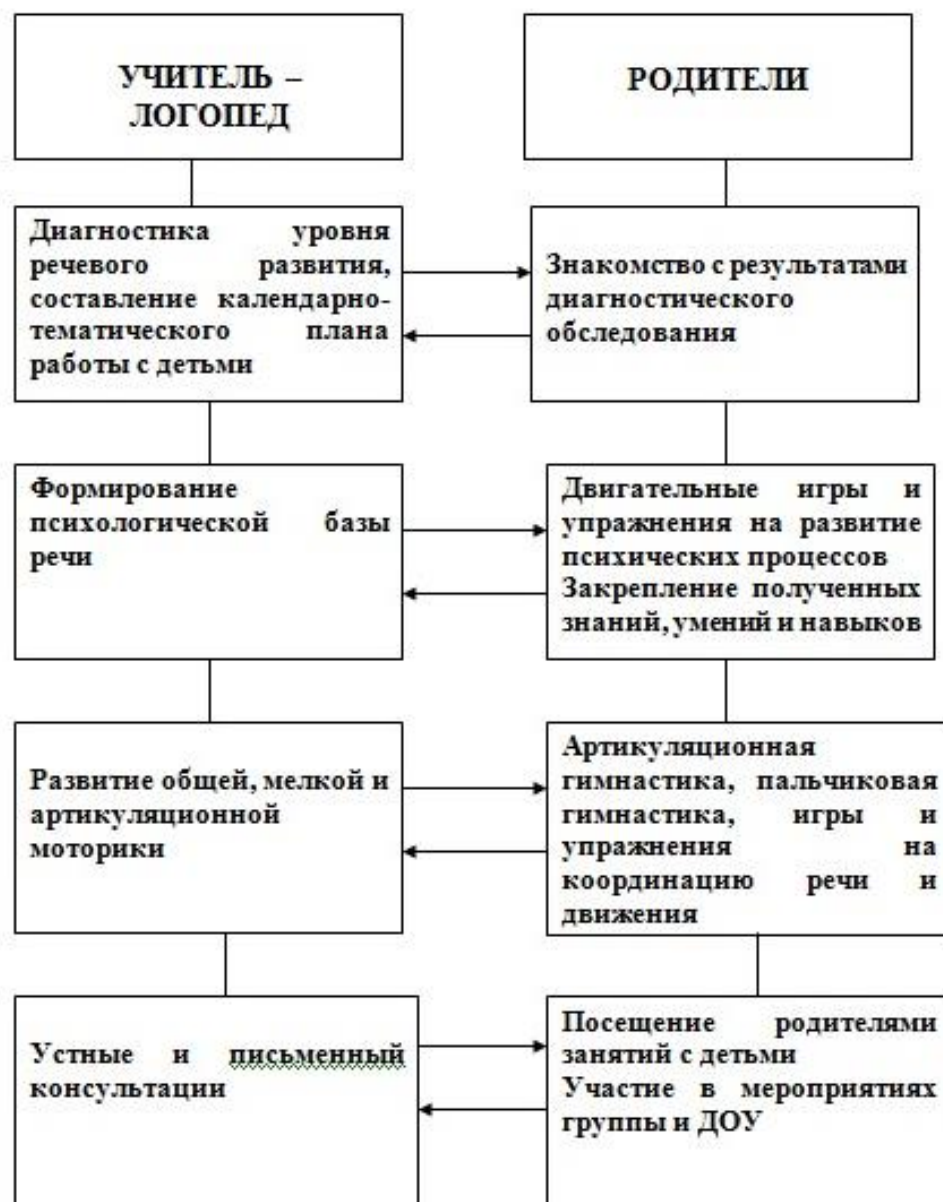 УЧИТЕЛЬ –
ЛОГОПЕД
РОДИТЕЛИ
Диагностика уровня
речевого развития,
составление календарно-
тематического плана
работы с детьми
Знакомство с результатами
диагностического
обследования
Формирование
психологической базы
речи
Двигательные игры и
упражнения на развитие
психических процессов
Закрепление полученных
знаний, умений и навыков
Развитие общей, мелкой и
артикуляционной
моторики
Артикуляционная
гимнастика, пальчиковая
гимнастика, игры и
упражнения на
координацию речи и
движения
Устные и письменный
консультации
Посещение родителями
занятий с детьми
Участие в мероприятиях
группы и ДОУ